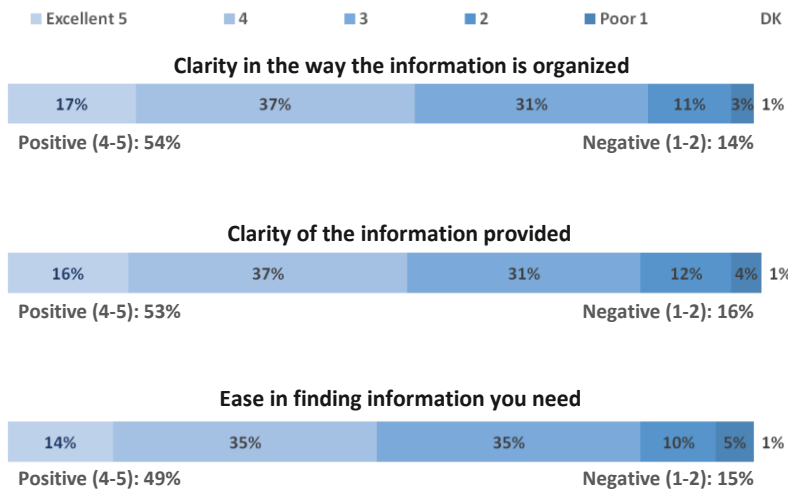 Excellent 5 4 3 2 Poor 1 DK
Clarity in the way the information is organized
17% 37% 31% 11% 3% 1%
Positive (4-5): 54% Negative (1-2): 14%
Clarity of the information provided
16% 37% 31% 12% 4% 1%
Positive (4-5): 53% Negative (1-2): 16%
Ease in finding information you need
14% 35% 35% 10% 5% 1%
Positive (4-5): 49% Negative (1-2): 15%